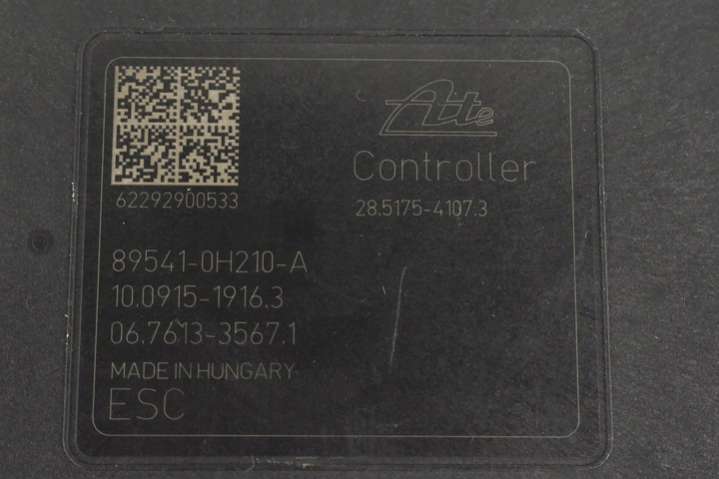 Ate
Controller
62292900533
28.5175-4107.3
89541-0H210-A
10.0915-1916.3
06.7613-3567.1
MADE IN HUNGARY
ESC